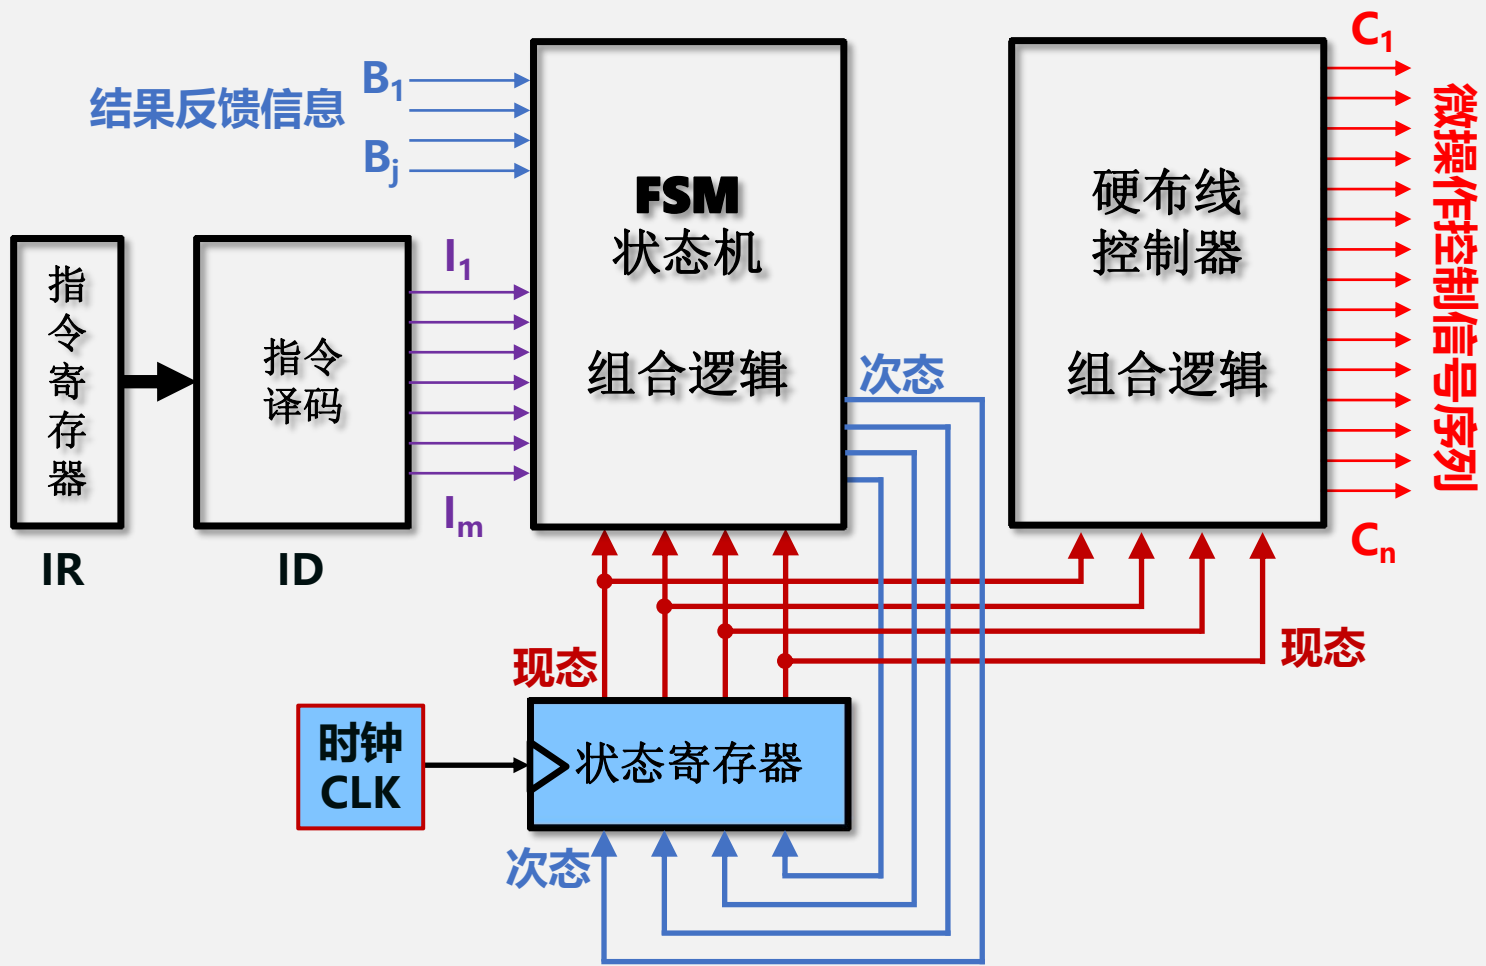 结果反馈信息
B1
Bj
指令寄存器
IR
指令
译码
ID
I1
Im
FSM
状态机
组合逻辑
次态
硬布线
控制器
组合逻辑
C1
微操作控制信号序列
Cn
现态
现态
时钟
CLK
状态寄存器
次态